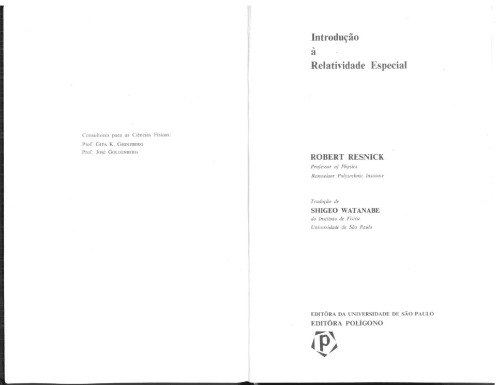 Consultores para as Ciências Físicas:
Prof. Gita K. Ghinzberg
Prof. José Goldemberg
Introdução
à
Relatividade Especial
ROBERT RESNICK
Professor of Physics
Rensselaer Polytechnic Institute
Tradução de
SHIGEO WATANABE
do Instituto de Física
Universidade de São Paulo
EDITÔRA DA UNIVERSIDADE DE SÃO PAULO
EDITÔRA POLÍGONO
p